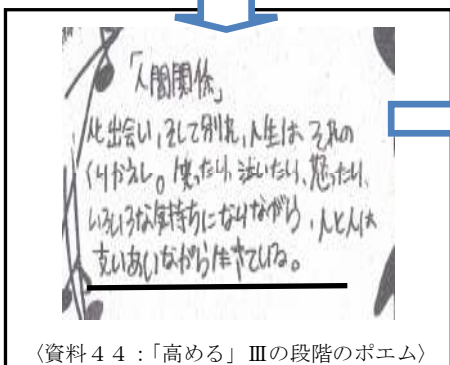 「人間関係」
人と出会い,そして別れ,人生は それの
くりかえし。笑ったり、泣いたり、怒ったり、
いろいろな気持ちになりながら、人と人は
支いあいながら生きている。
〈資料44:「高める」Ⅲの段階のポエム〉